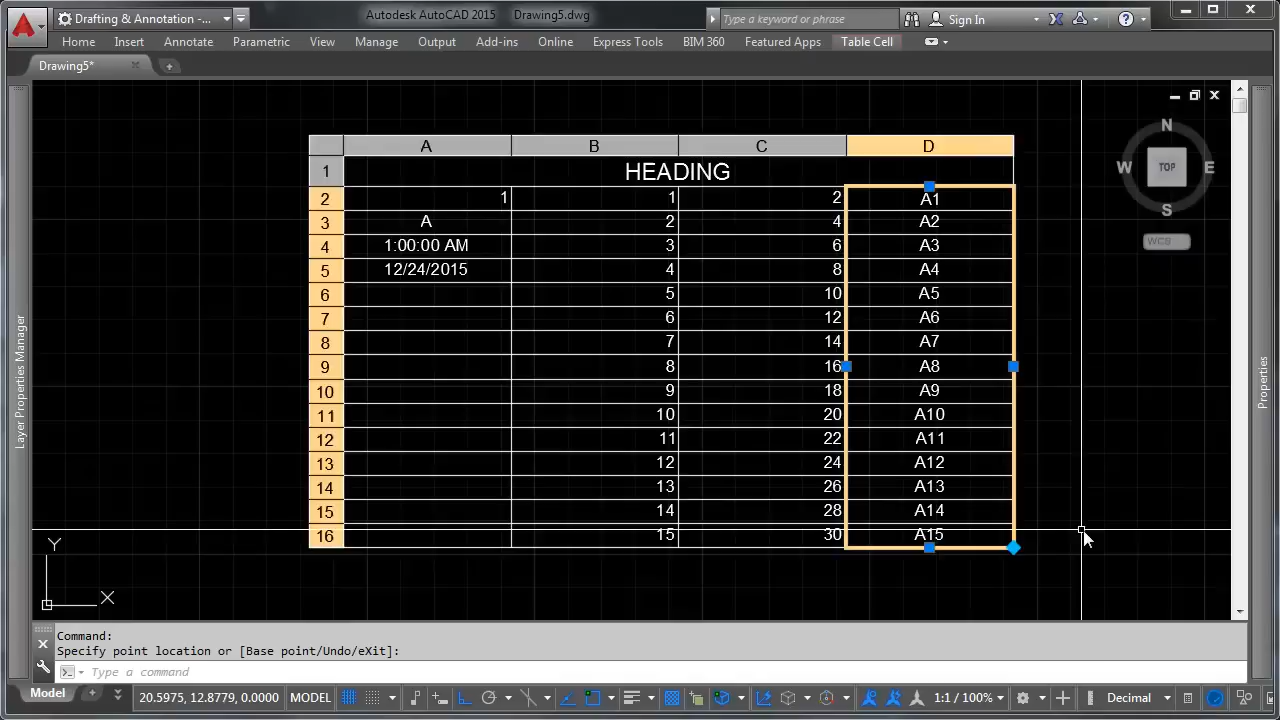 Drafting & Annotation -... Autodesk AutoCAD 2015 Drawing5.dwg Type a keyword or phrase Sign In
Home Insert Annotate Parametric View Manage Output Add-ins Online Express Tools BIM 360 Featured Apps Table Cell
Drawing5*
A B C D
1 HEADING
2 1 1 2 A1
3 A 2 4 A2
4 1:00:00 AM 3 6 A3
5 12/24/2015 4 8 A4
6 5 10 A5
7 6 12 A6
8 7 14 A7
9 8 16 A8
10 9 18 A9
11 10 20 A10
12 11 22 A11
13 12 24 A12
14 13 26 A13
15 14 28 A14
16 15 30 A15
N
W TOP E
S
WCS
Layer Properties Manager
Properties
Y
X
Command:
Specify point location or [Base point/Undo/eXit]:
Type a command
Model 20.5975, 12.8779, 0.0000 MODEL 1:1 / 100% Decimal